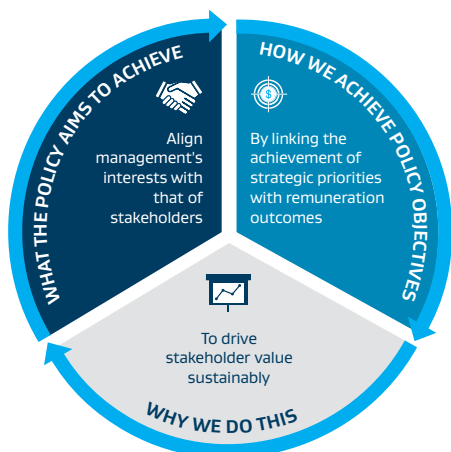 WHAT THE POLICY AIMS TO ACHIEVE
Align
management's
interests with
that of
stakeholders
HOW WE ACHIEVE POLICY OBJECTIVES
$
By linking the
achievement of
strategic priorities
with remuneration
outcomes
To drive
stakeholder value
sustainably
WHY WE DO THIS